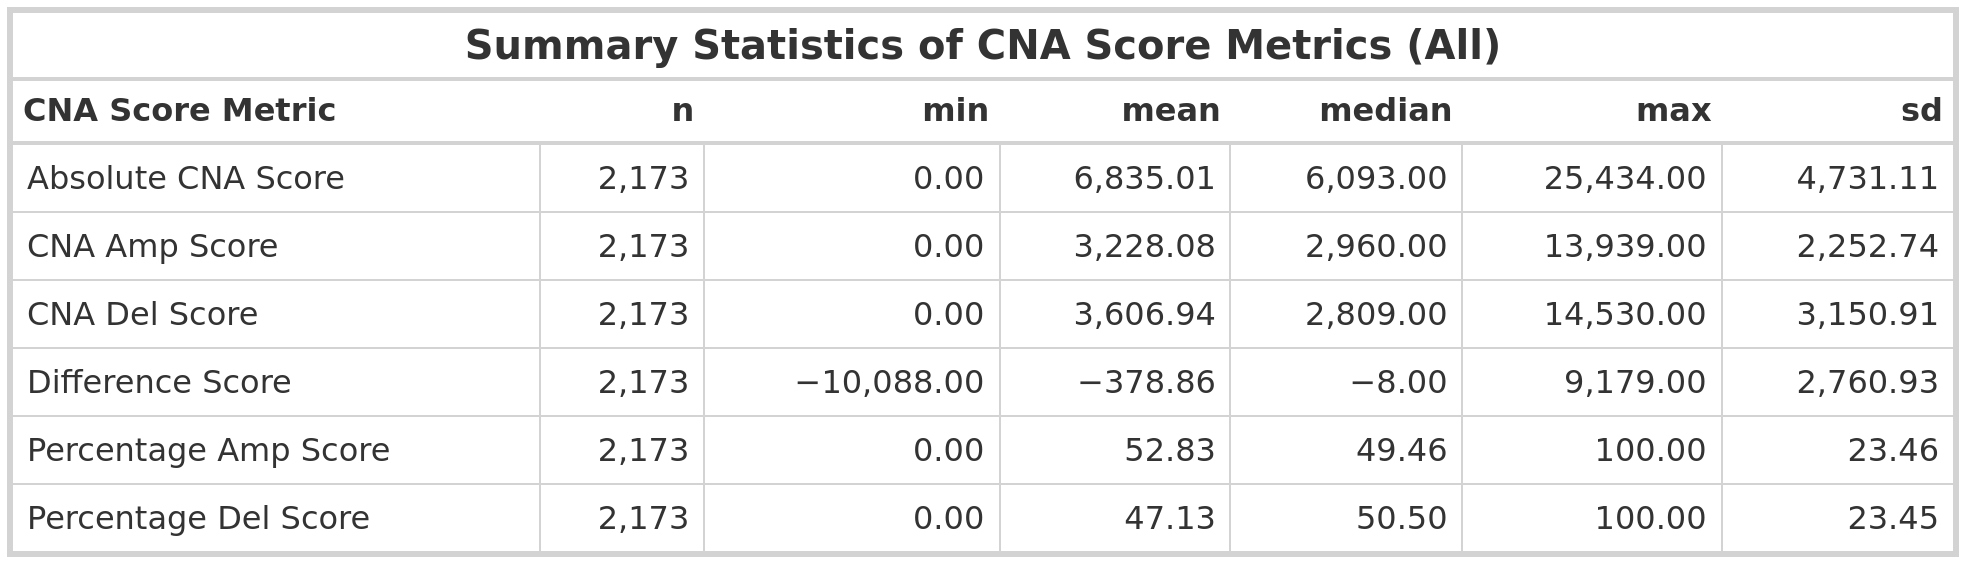 Summary Statistics of CNA Score Metrics (All)
CNA Score Metric n min mean median max sd
Absolute CNA Score 2,173 0.00 6,835.01 6,093.00 25,434.00 4,731.11
CNA Amp Score 2,173 0.00 3,228.08 2,960.00 13,939.00 2,252.74
CNA Del Score 2,173 0.00 3,606.94 2,809.00 14,530.00 3,150.91
Difference Score 2,173 −10,088.00 −378.86 −8.00 9,179.00 2,760.93
Percentage Amp Score 2,173 0.00 52.83 49.46 100.00 23.46
Percentage Del Score 2,173 0.00 47.13 50.50 100.00 23.45